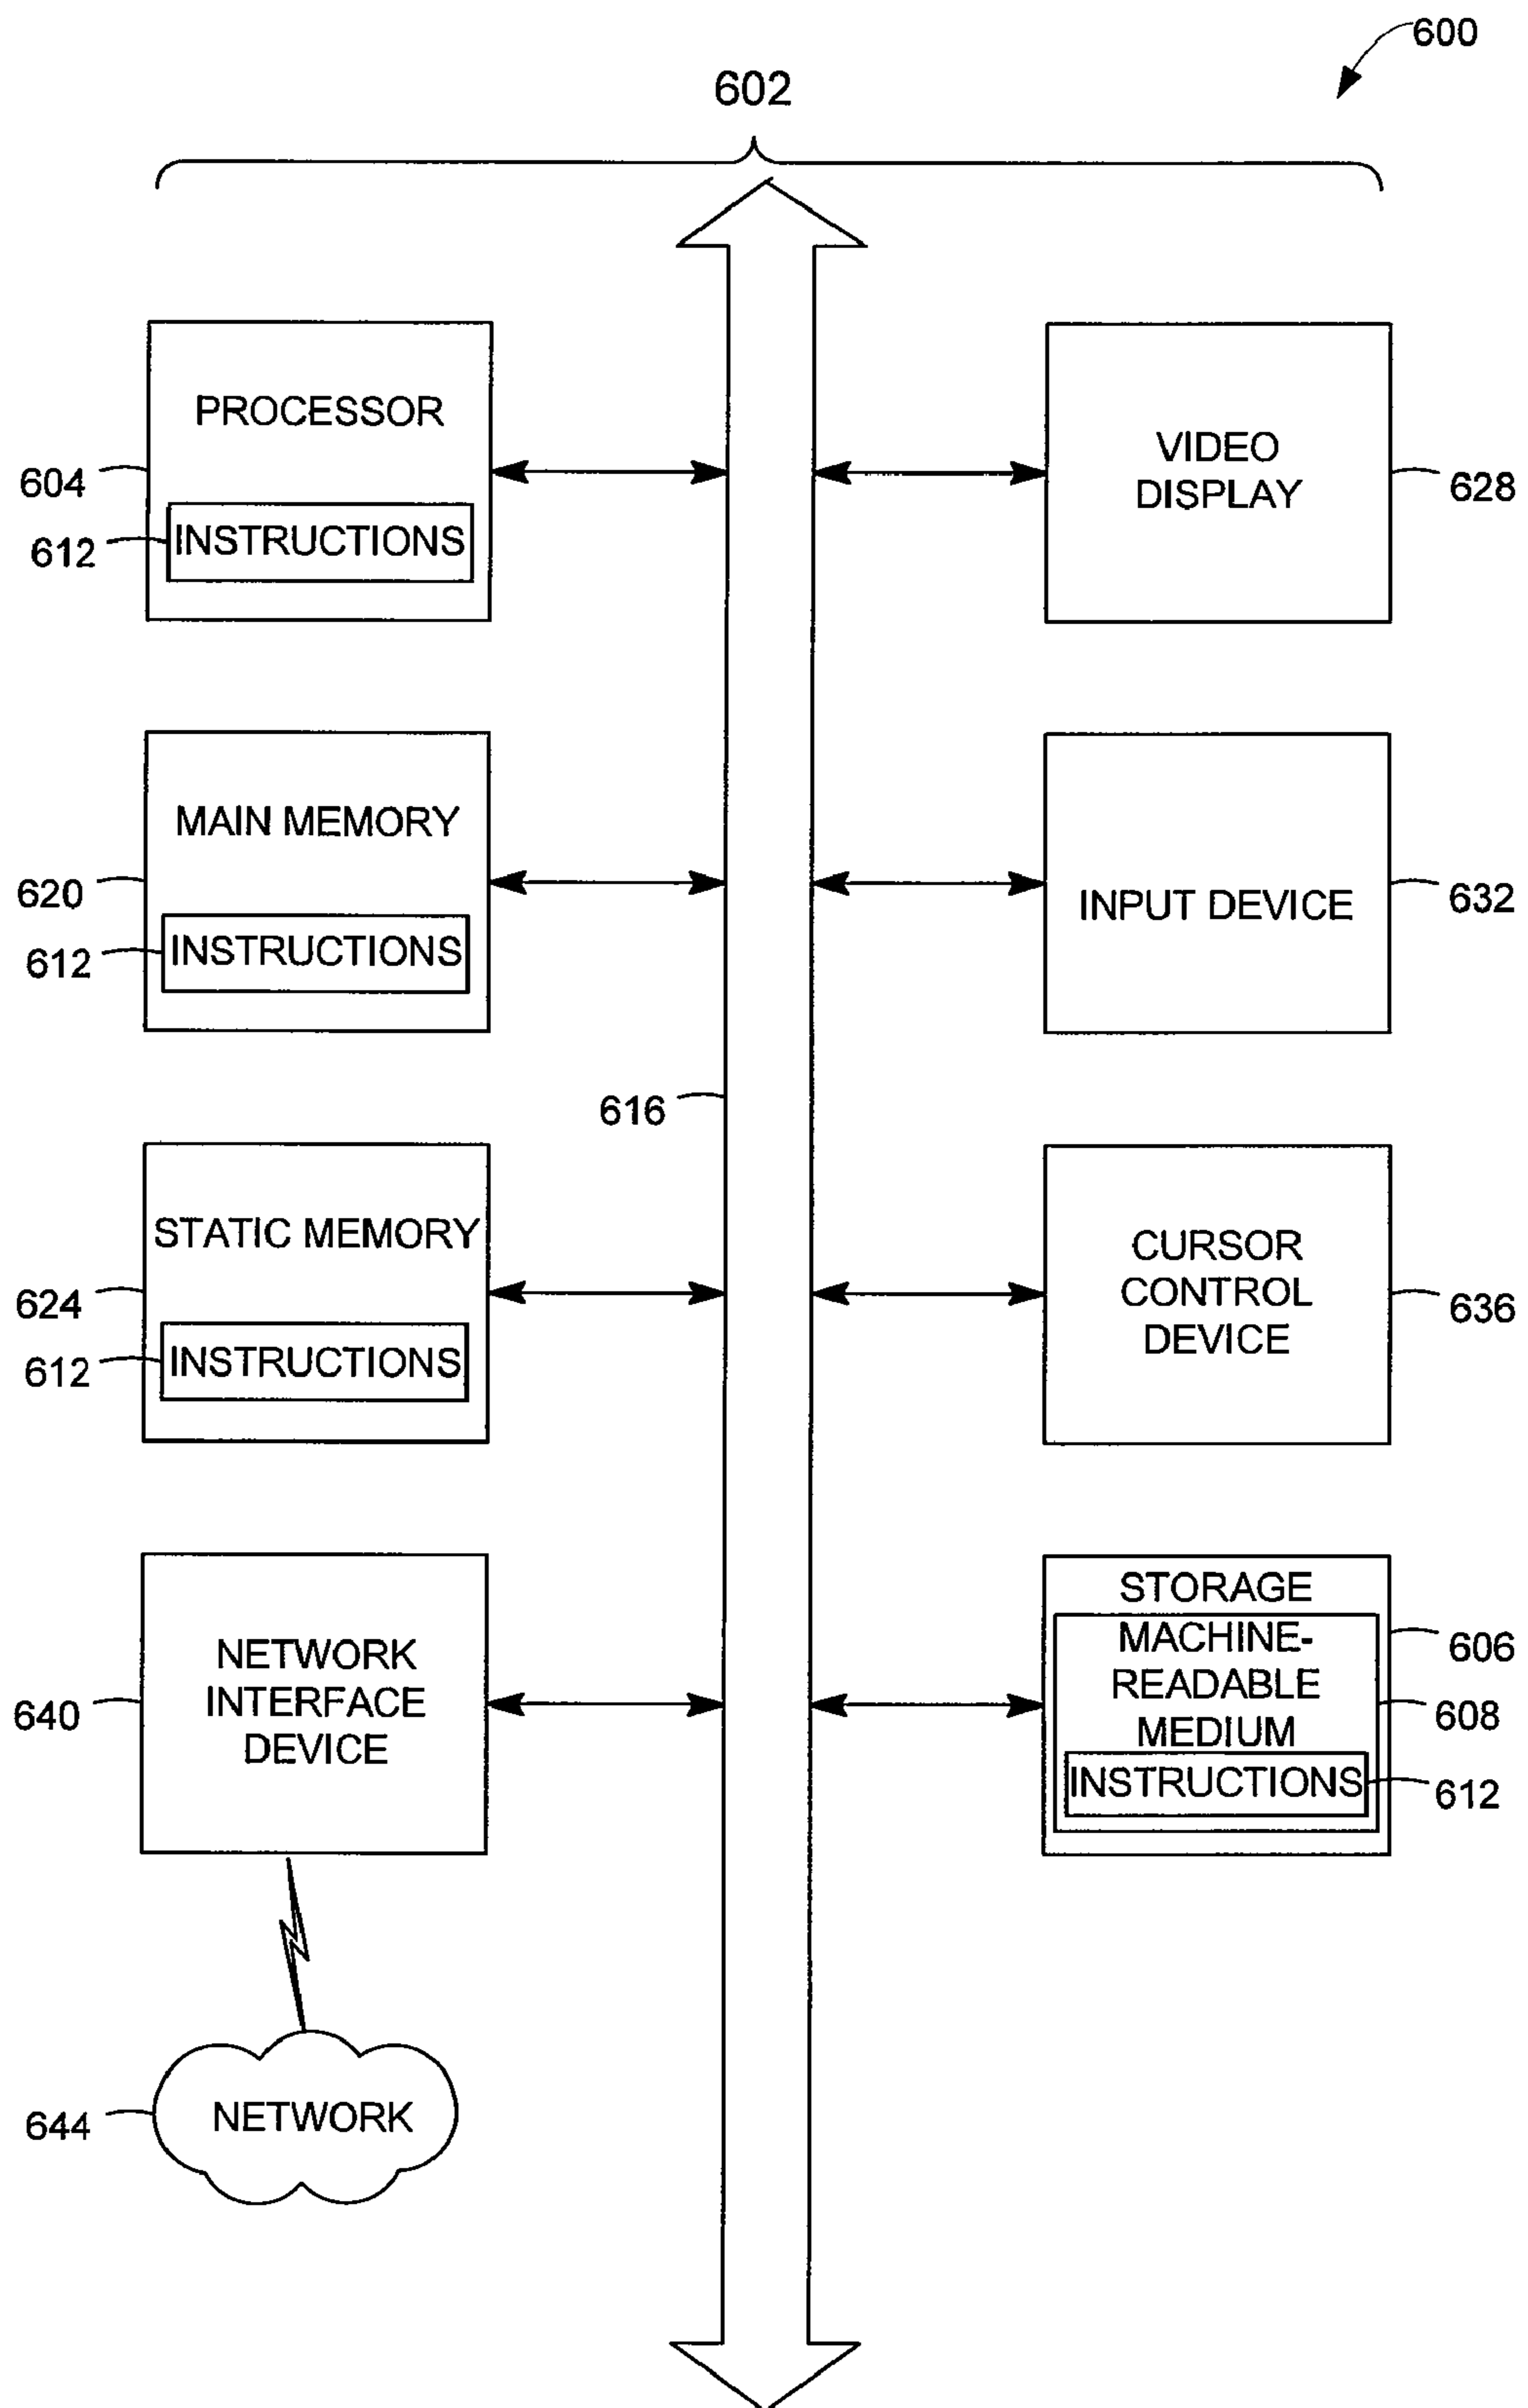 600
602
PROCESSOR
604
612
INSTRUCTIONS
VIDEO
DISPLAY
628
MAIN MEMORY
620
612
INSTRUCTIONS
INPUT DEVICE
632
616
STATIC MEMORY
624
612
INSTRUCTIONS
CURSOR
CONTROL
DEVICE
636
NETWORK
INTERFACE
DEVICE
640
STORAGE
606
MACHINE-
READABLE
MEDIUM
608
INSTRUCTIONS
612
644
NETWORK